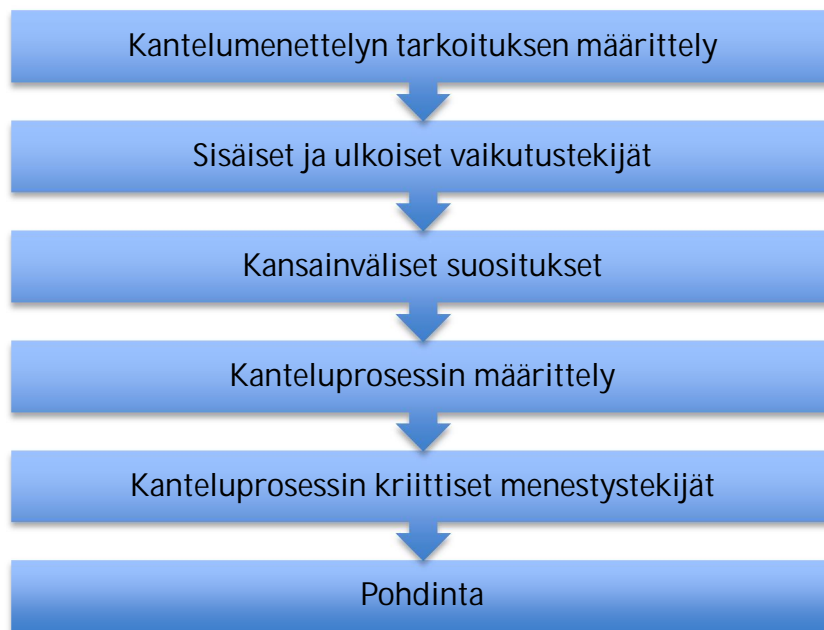 Kantelumenettelyn tarkoituksen määrittely
Sisäiset ja ulkoiset vaikutustekijät
Kansainväliset suositukset
Kanteluprosessin määrittely
Kanteluprosessin kriittiset menestystekijät
Pohdinta